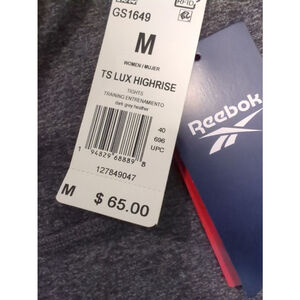 RFID
GS1649
M
WOMEN / MUJER
TS LUX HIGHRISE
TIGHTS
TRAINING ENTRENAMIENTO
dark grey heather
40
696
UPC
1 94829 68889 8
127849047
M $ 65.00
Reebok